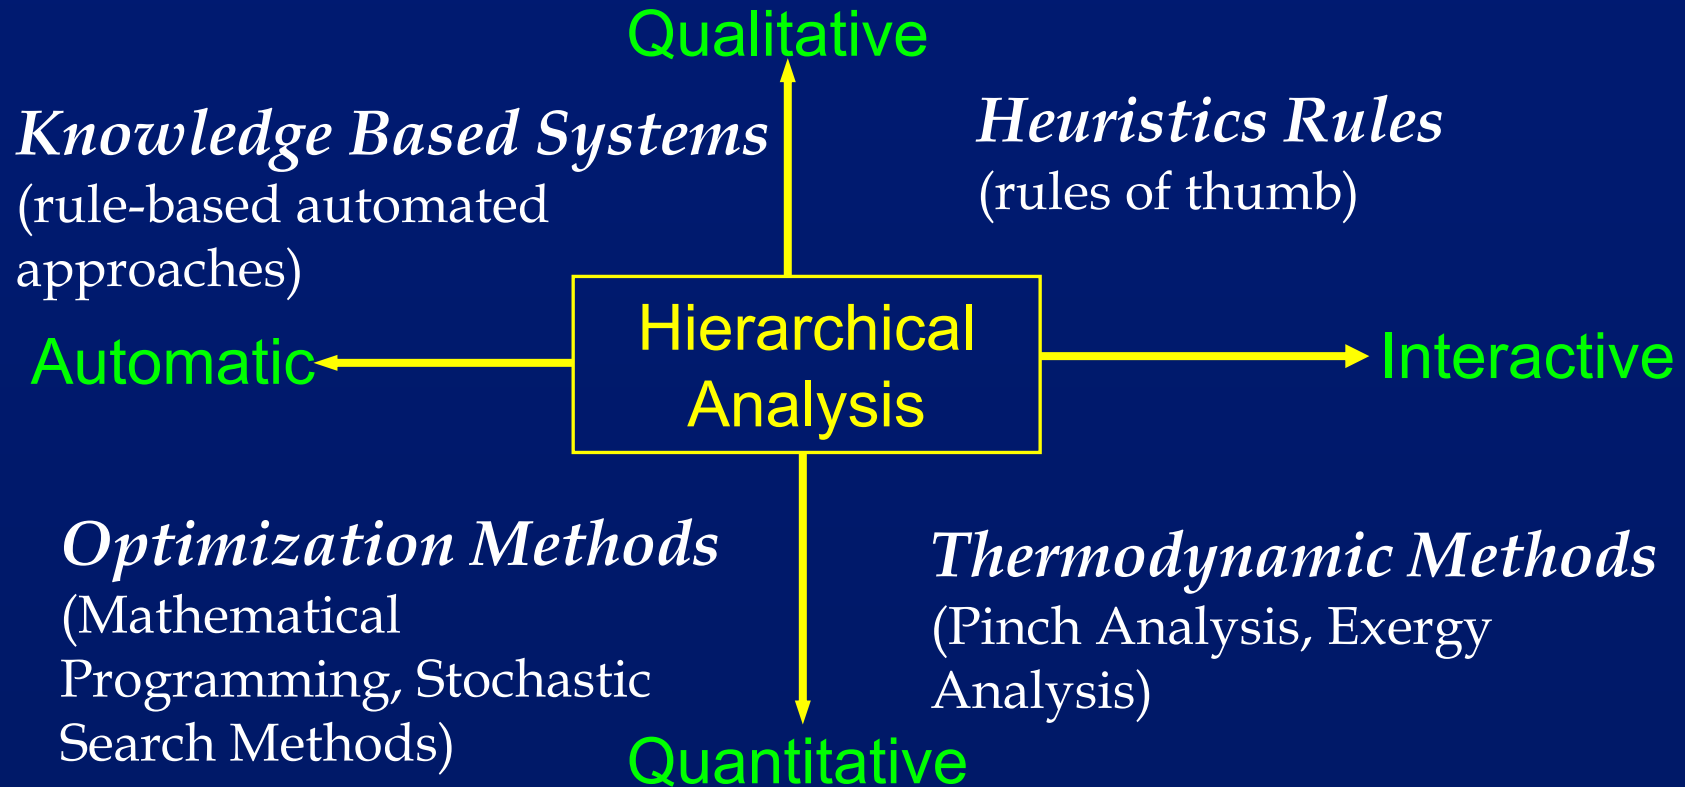 Qualitative
Knowledge Based Systems
(rule-based automated
approaches)
Heuristics Rules
(rules of thumb)
Automatic
Hierarchical
Analysis
Interactive
Optimization Methods
(Mathematical
Programming, Stochastic
Search Methods)
Thermodynamic Methods
(Pinch Analysis, Exergy
Analysis)
Quantitative